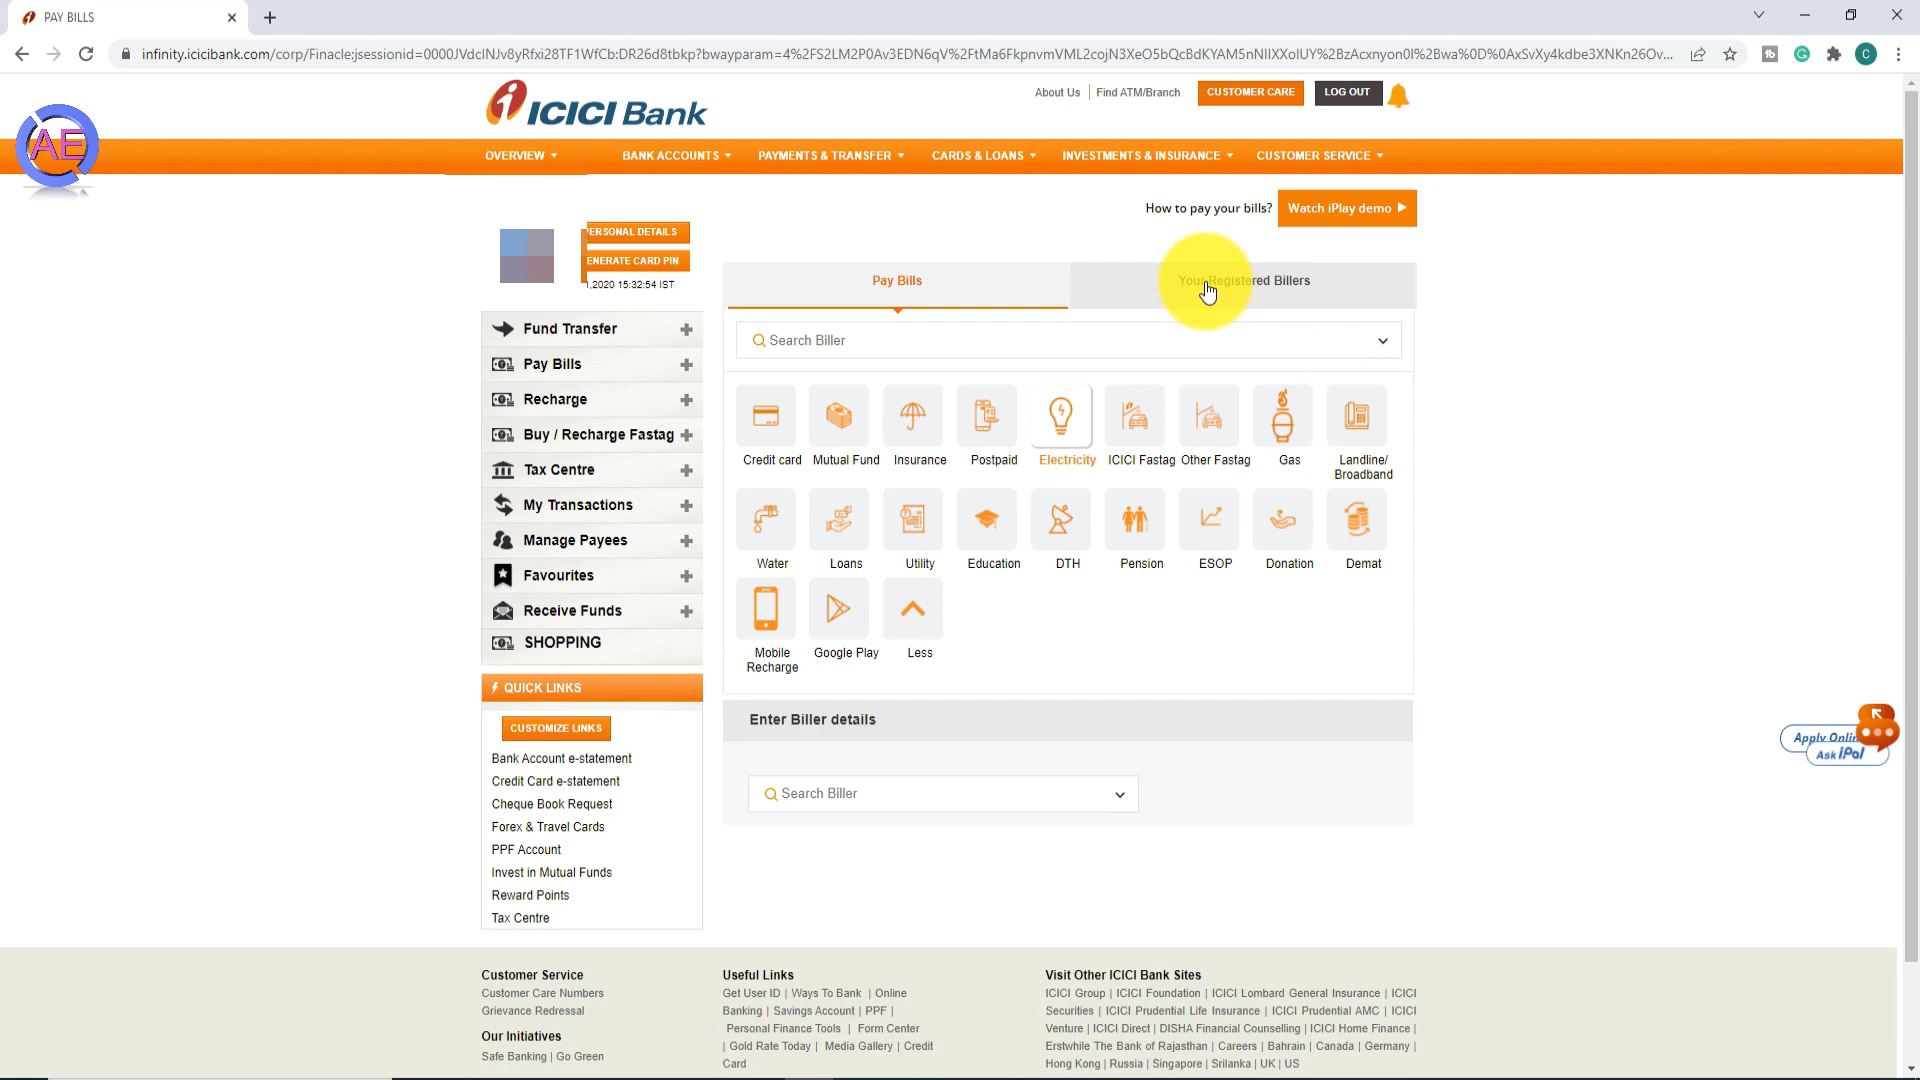 PAY BILLS
infinity.icicibank.com/corp/Finacle;jsessionid=0000JVdclNJv8yRfxi28TF1WfCb:DR26d8tbkp?bwayparam=4%2FS2LM2P0Av3EDN6qV%2FtMa6FkpnvmVML2cojN3XeO5bQcBdKYAM5nNIlXXolUY%2BzAcxnyon0I%2Bwa%0D%0AxSvXy4kdbe3XNKn26Ov...
C
AE
ICICI Bank
About Us | Find ATM/Branch
CUSTOMER CARE
LOG OUT
OVERVIEW
BANK ACCOUNTS
PAYMENTS & TRANSFER
CARDS & LOANS
INVESTMENTS & INSURANCE
CUSTOMER SERVICE
How to pay your bills?
Watch iPlay demo
ERSONAL DETAILS
ENERATE CARD PIN
,2020 15:32:54 IST
Pay Bills
Your Registered Billers
Search Biller
Fund Transfer
Pay Bills
Recharge
Buy / Recharge Fastag
Tax Centre
My Transactions
Manage Payees
Favourites
Receive Funds
SHOPPING
Credit card
Mutual Fund
Insurance
Postpaid
Electricity
ICICI Fastag
Other Fastag
Gas
Landline/
Broadband
Water
Loans
Utility
Education
DTH
Pension
ESOP
Donation
Demat
Mobile
Recharge
Google Play
Less
QUICK LINKS
CUSTOMIZE LINKS
Bank Account e-statement
Credit Card e-statement
Cheque Book Request
Forex & Travel Cards
PPF Account
Invest in Mutual Funds
Reward Points
Tax Centre
Enter Biller details
Search Biller
Apply Onlin
Ask iPal
Customer Service
Customer Care Numbers
Grievance Redressal
Our Initiatives
Safe Banking | Go Green
Useful Links
Get User ID | Ways To Bank | Online
Banking | Savings Account | PPF |
Personal Finance Tools | Form Center
| Gold Rate Today | Media Gallery | Credit
Card
Visit Other ICICI Bank Sites
ICICI Group | ICICI Foundation | ICICI Lombard General Insurance | ICICI
Securities | ICICI Prudential Life Insurance | ICICI Prudential AMC | ICICI
Venture | ICICI Direct | DISHA Financial Counselling | ICICI Home Finance |
Erstwhile The Bank of Rajasthan | Careers | Bahrain | Canada | Germany |
Hong Kong | Russia | Singapore | Srilanka | UK | US